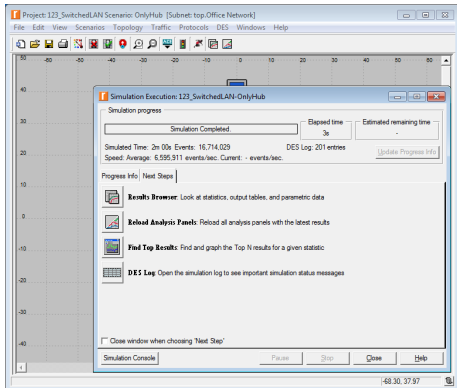 Project: 123_SwitchedLAN Scenario: OnlyHub [Subnet: top.Office Network]
File Edit View Scenarios Topology Traffic Protocols DES Windows Help
50 -60 -50 -40 -30 -20 -10 0 10 20 30 40 50 60
40
Simulation Execution: 123_SwitchedLAN-OnlyHub
Simulation progress
Simulation Completed.
Elapsed time
3s
Estimated remaining time
-
Simulated Time: 2m 00s Events: 16,714,029 DES Log: 201 entries
Speed: Average: 6,595,911 events/sec. Current: - events/sec.
Update Progress Info
Progress Info Next Steps
Results Browser: Look at statistics, output tables, and parametric data
Reload Analysis Panels: Reload all analysis panels with the latest results
Find Top Results: Find and graph the Top N results for a given statistic
DES Log: Open the simulation log to see important simulation status messages
30
20
10
0
-10
-20
-30
-40
Close window when choosing 'Next Step'
Simulation Console Pause Stop Close Help
-68.30, 37.97